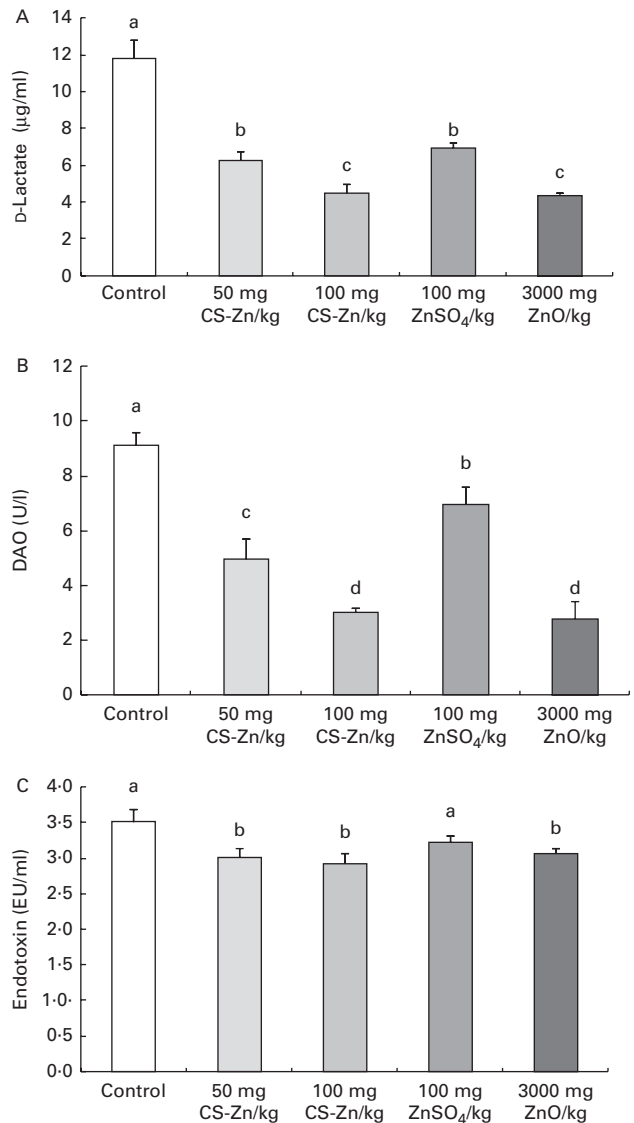 A
D-Lactate (μg/ml)
14
12
10
8
6
4
2
0
a
b
c
b
c
Control
50 mg
CS-Zn/kg
100 mg
CS-Zn/kg
100 mg
ZnSO₄/kg
3000 mg
ZnO/kg
B
DAO (U/l)
12
10
8
6
4
2
0
a
c
d
b
d
Control
50 mg
CS-Zn/kg
100 mg
CS-Zn/kg
100 mg
ZnSO₄/kg
3000 mg
ZnO/kg
C
Endotoxin (EU/ml)
4·0
3·5
3·0
2·5
2·0
1·5
1·0
0·5
0·0
a
b
b
a
b
Control
50 mg
CS-Zn/kg
100 mg
CS-Zn/kg
100 mg
ZnSO₄/kg
3000 mg
ZnO/kg